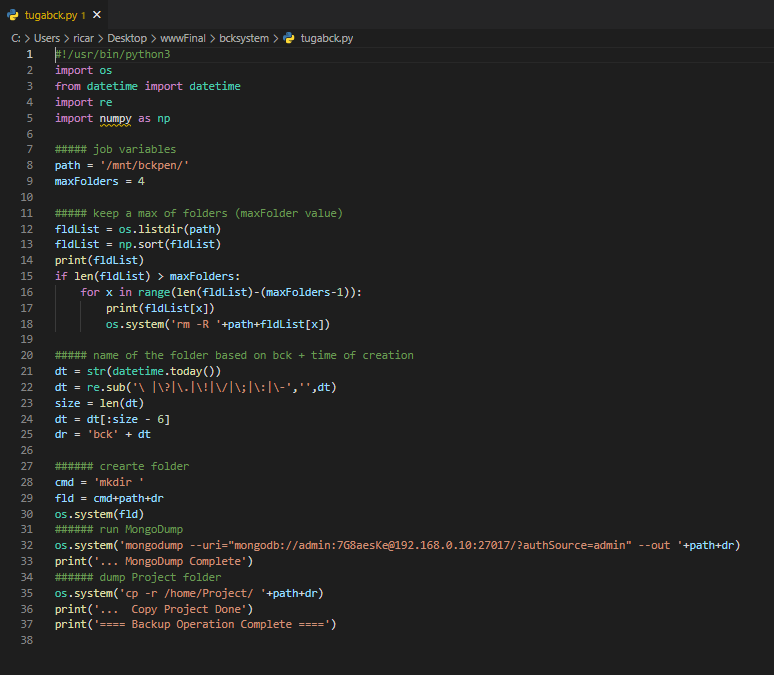 tugabck.py 1 ×
C: > Users > ricar > Desktop > wwwFinal > bcksystem > tugabck.py
1 #!/usr/bin/python3
2 import os
3 from datetime import datetime
4 import re
5 import numpy as np
6
7 ##### job variables
8 path = '/mnt/bckpen/'
9 maxFolders = 4
10
11 ##### keep a max of folders (maxFolder value)
12 fldList = os.listdir(path)
13 fldList = np.sort(fldList)
14 print(fldList)
15 if len(fldList) > maxFolders:
16     for x in range(len(fldList)-(maxFolders-1)):
17         print(fldList[x])
18         os.system('rm -R '+path+fldList[x])
19
20 ##### name of the folder based on bck + time of creation
21 dt = str(datetime.today())
22 dt = re.sub('\ |\?|\.|\!|\/|\;|\:|\-','',dt)
23 size = len(dt)
24 dt = dt[:size - 6]
25 dr = 'bck' + dt
26
27 ###### crearte folder
28 cmd = 'mkdir '
29 fld = cmd+path+dr
30 os.system(fld)
31 ###### run MongoDump
32 os.system('mongodump --uri="mongodb://admin:7G8aesKe@192.168.0.10:27017/?authSource=admin" --out '+path+dr)
33 print('... MongoDump Complete')
34 ###### dump Project folder
35 os.system('cp -r /home/Project/ '+path+dr)
36 print('...  Copy Project Done')
37 print('==== Backup Operation Complete ====')
38